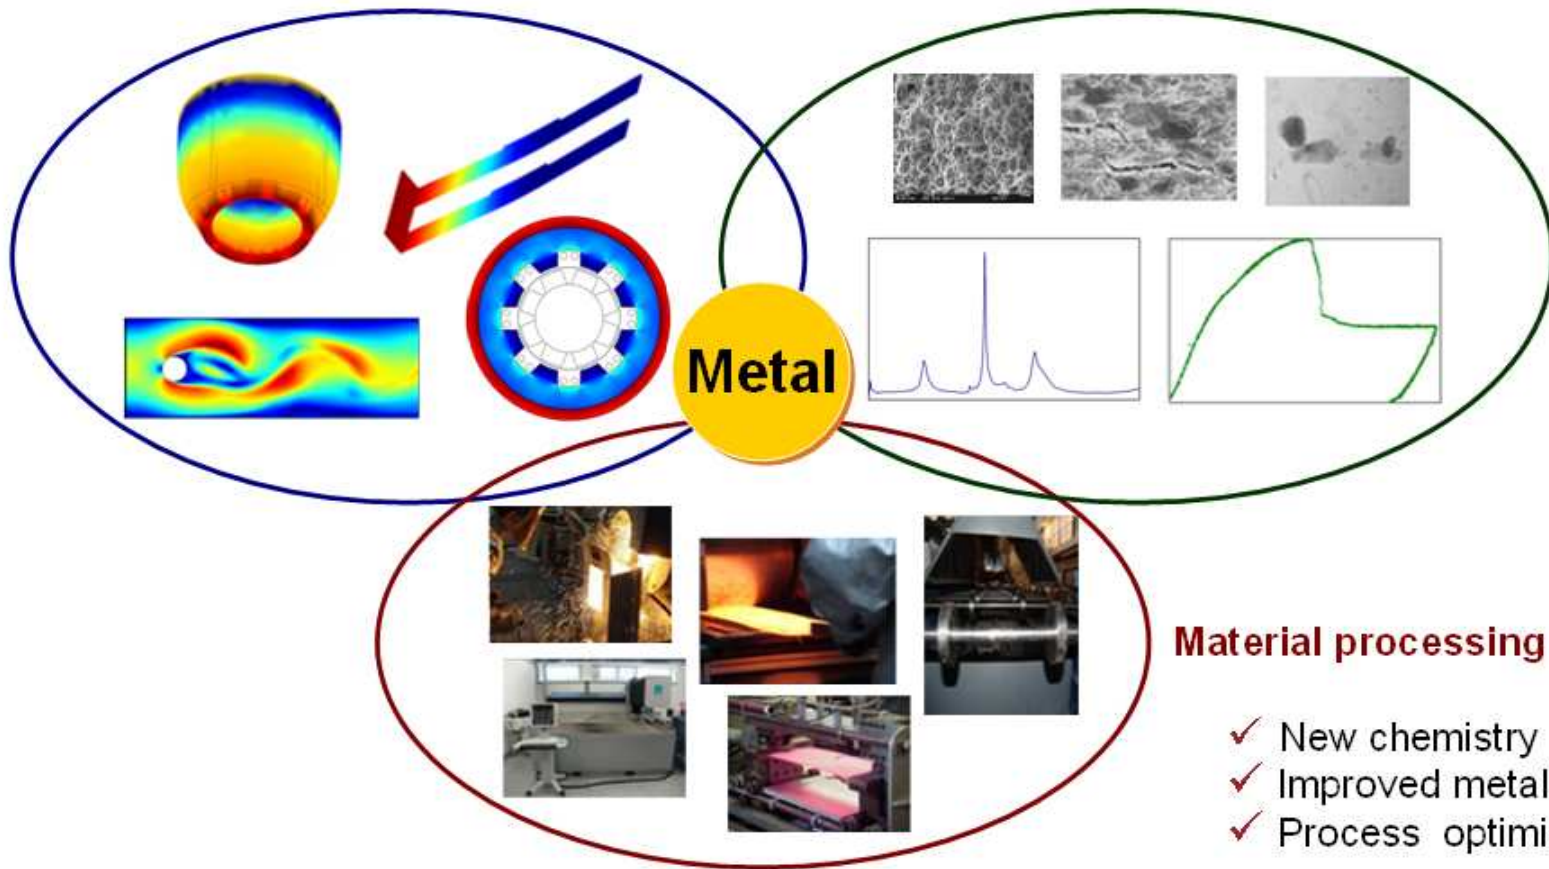 Metal
Material processing
New chemistry
Improved metal
Process optimi